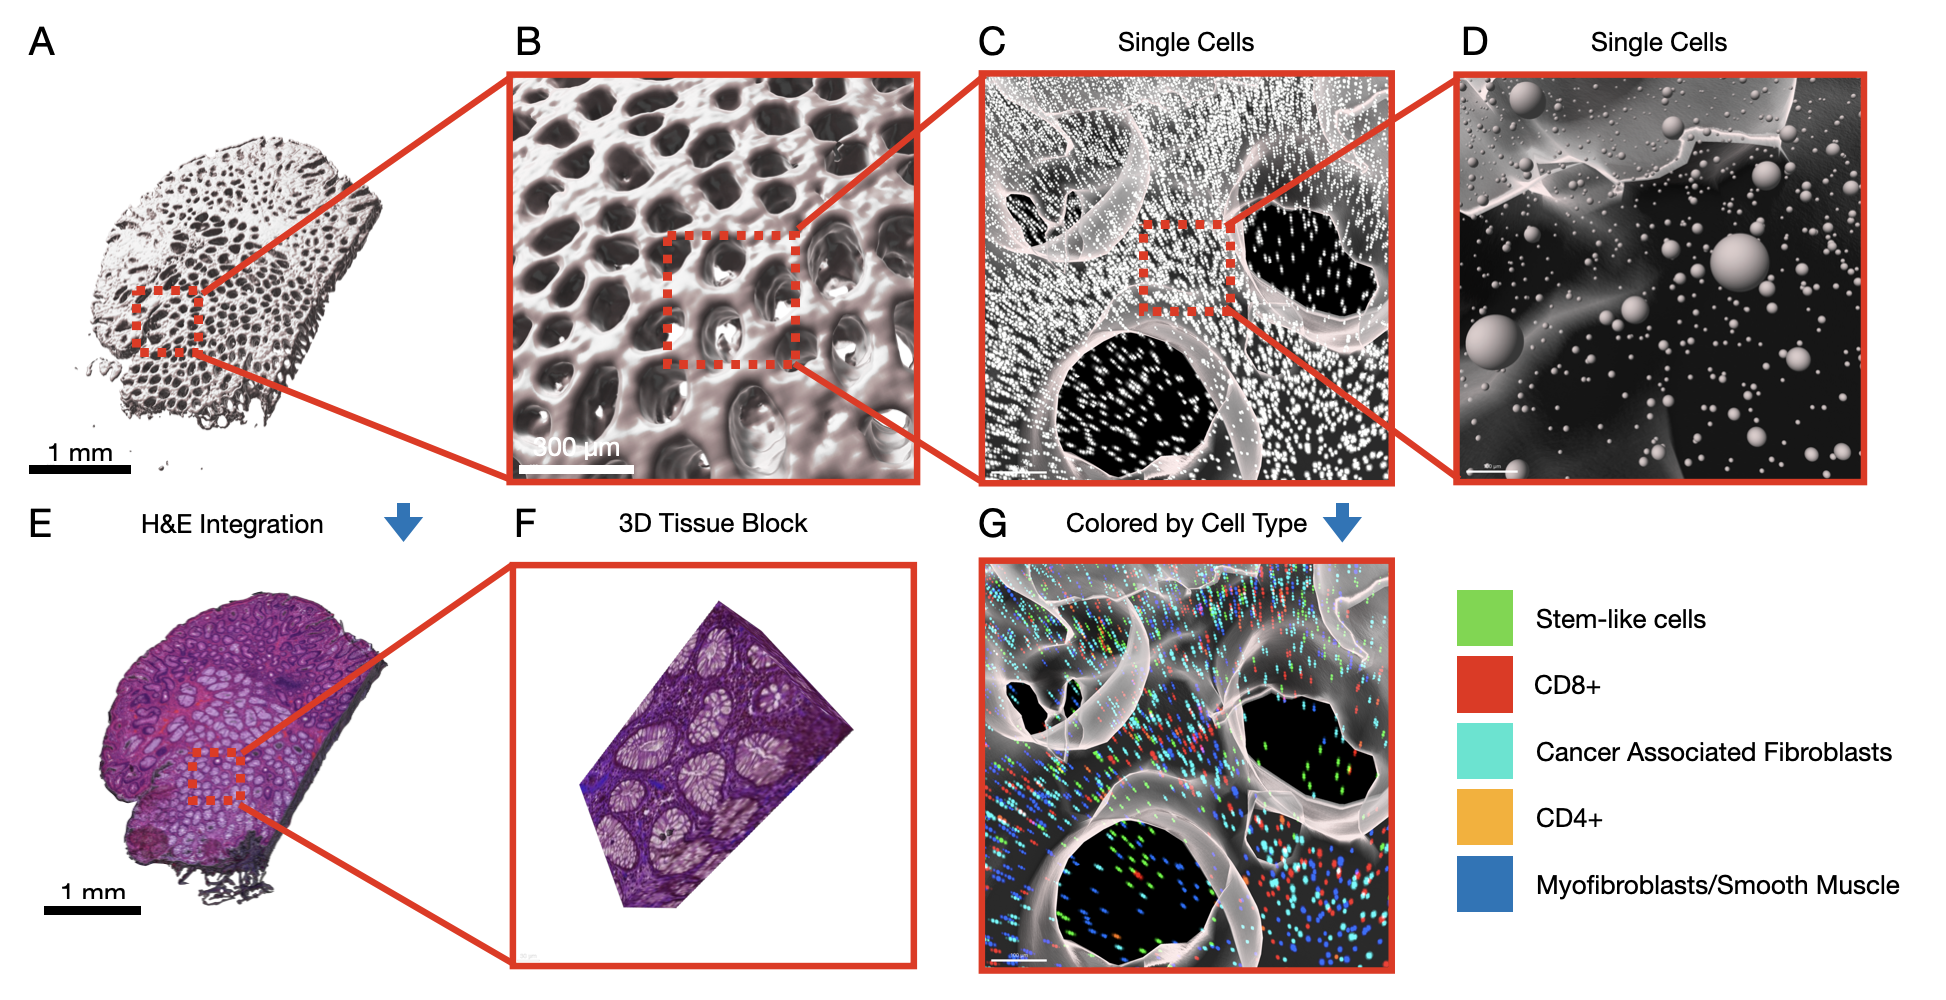 A
B
C
Single Cells
D
Single Cells
1 mm
300 µm
E
H&E Integration
F
3D Tissue Block
G
Colored by Cell Type
Stem-like cells
CD8+
Cancer Associated Fibroblasts
CD4+
Myofibroblasts/Smooth Muscle
1 mm